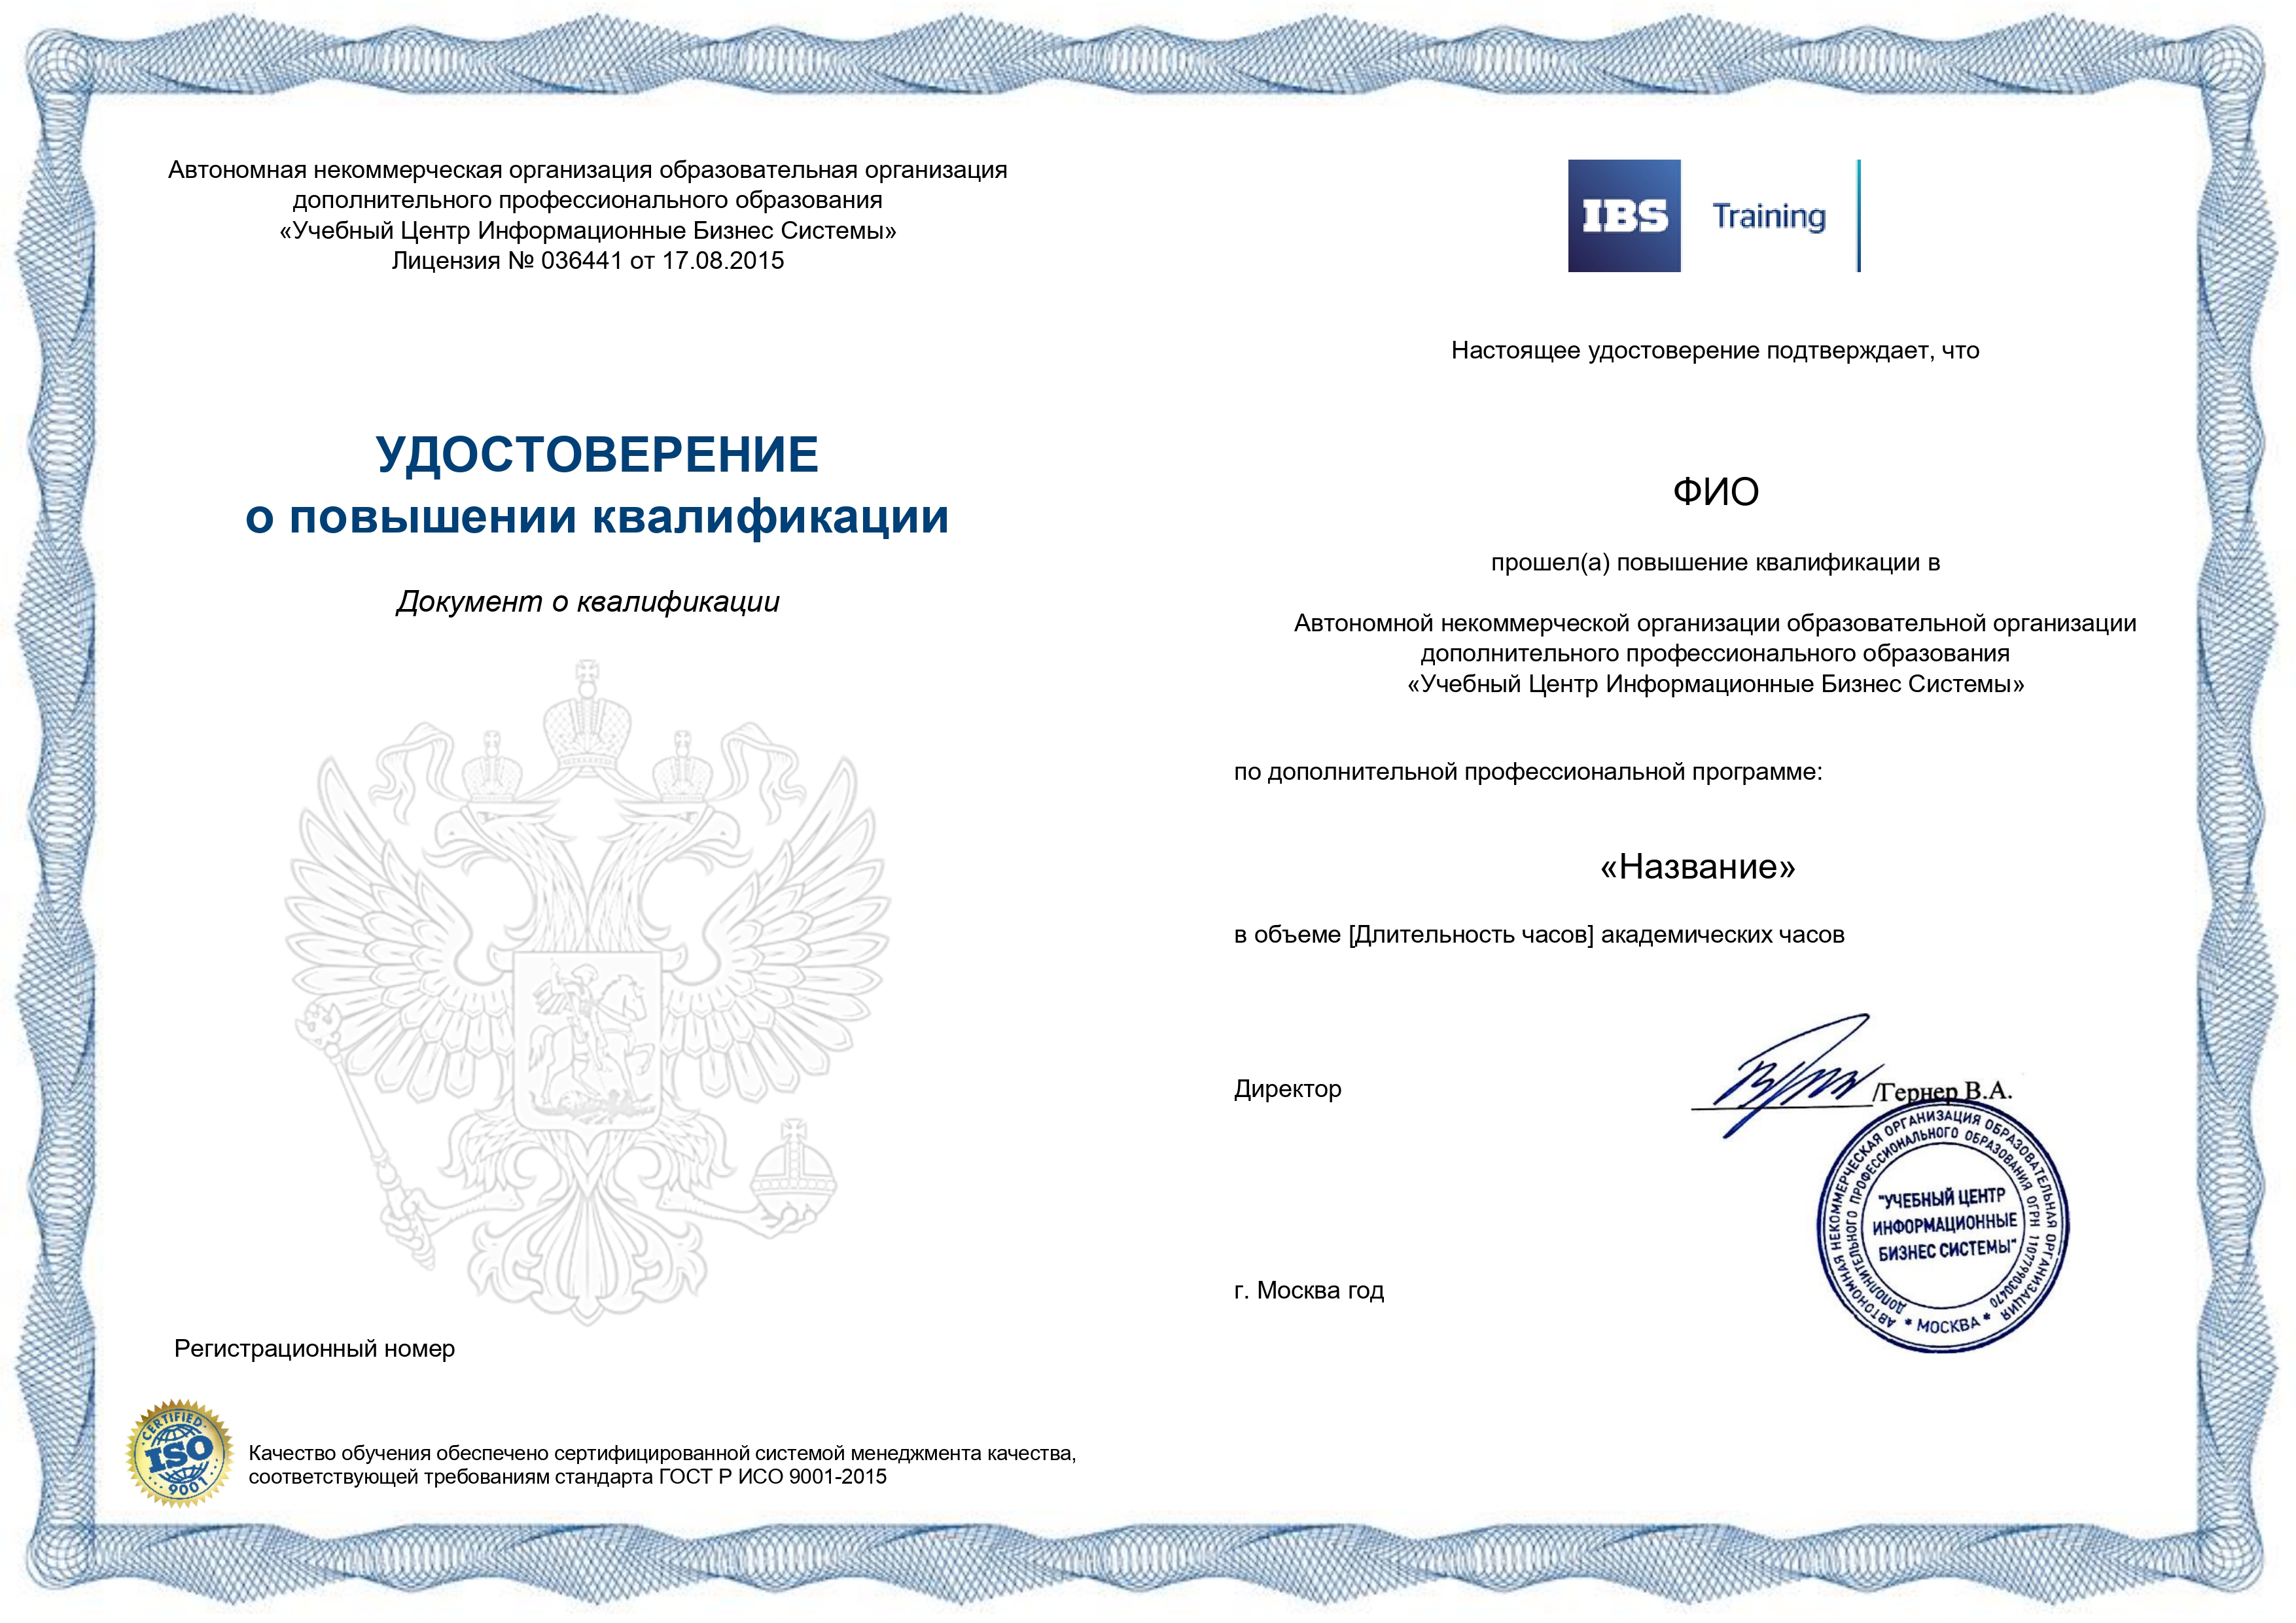 Автономная некоммерческая организация образовательная организация
дополнительного профессионального образования
«Учебный Центр Информационные Бизнес Системы»
Лицензия № 036441 от 17.08.2015
УДОСТОВЕРЕНИЕ
о повышении квалификации
Документ о квалификации
Регистрационный номер
CERTIFIED
ISO
9001
Качество обучения обеспечено сертифицированной системой менеджмента качества,
соответствующей требованиям стандарта ГОСТ Р ИСО 9001-2015
IBS Training
Настоящее удостоверение подтверждает, что
ФИО
прошел(а) повышение квалификации в
Автономной некоммерческой организации образовательной организации
дополнительного профессионального образования
«Учебный Центр Информационные Бизнес Системы»
по дополнительной профессиональной программе:
«Название»
в объеме [Длительность часов] академических часов
Директор
/Гернер В.А.
АВТОНОМНАЯ НЕКОММЕРЧЕСКАЯ ОРГАНИЗАЦИЯ ОБРАЗОВАТЕЛЬНАЯ ОРГАНИЗАЦИЯ
ДОПОЛНИТЕЛЬНОГО ПРОФЕССИОНАЛЬНОГО ОБРАЗОВАНИЯ ОГРН 1107799030470
"УЧЕБНЫЙ ЦЕНТР
ИНФОРМАЦИОННЫЕ
БИЗНЕС СИСТЕМЫ"
* МОСКВА *
г. Москва год